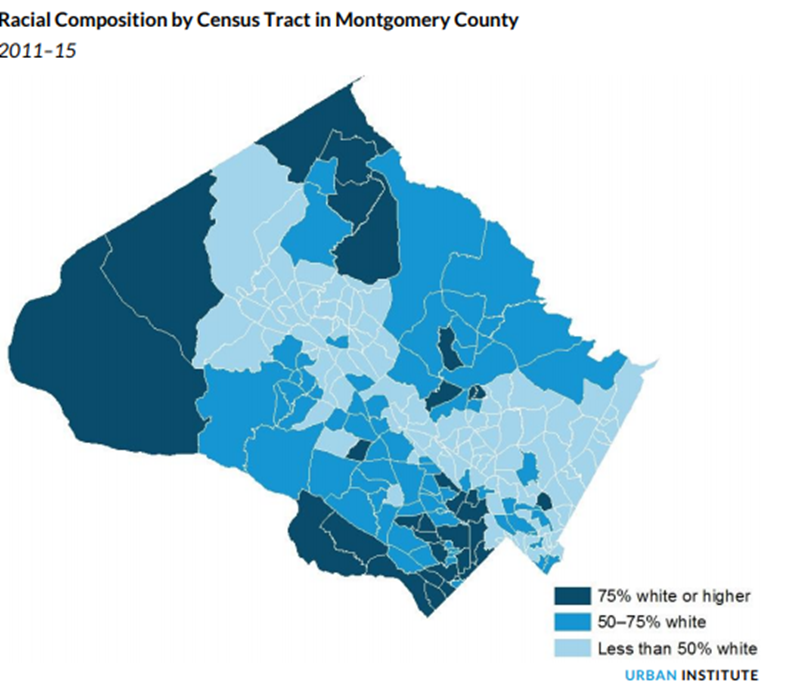 Racial Composition by Census Tract in Montgomery County
2011–15
75% white or higher
50–75% white
Less than 50% white
URBAN INSTITUTE